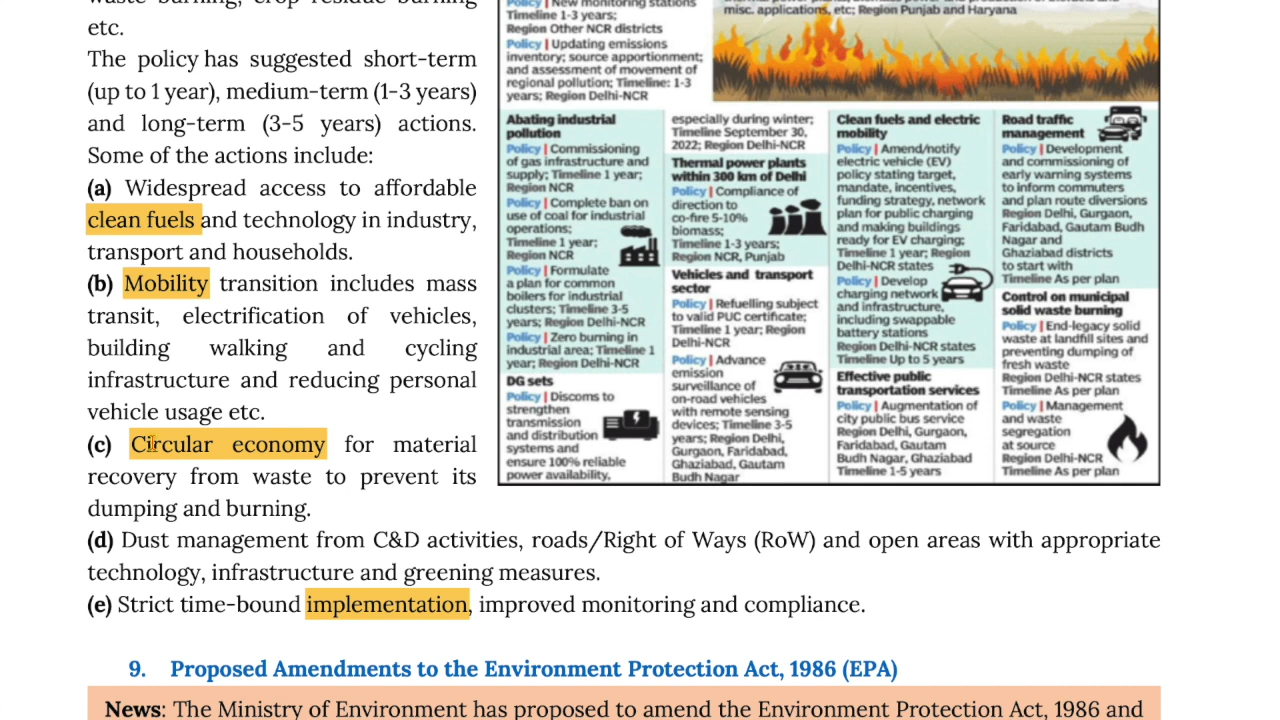 waste burning, crop residue burning
etc.
The policy has suggested short-term
(up to 1 year), medium-term (1-3 years)
and long-term (3-5 years) actions.
Some of the actions include:
(a) Widespread access to affordable
clean fuels and technology in industry,
transport and households.
(b) Mobility transition includes mass
transit, electrification of vehicles,
building walking and cycling
infrastructure and reducing personal
vehicle usage etc.
(c) Circular economy for material
recovery from waste to prevent its
dumping and burning.
Policy | New monitoring stations
Timeline 1-3 years;
Region Other NCR districts
Policy | Updating emissions
inventory; source apportionment;
and assessment of movement of
regional pollution; Timeline: 1-3
years; Region Delhi-NCR
misc. applications, etc; Region Punjab and Haryana
Abating industrial
pollution
Policy | Commissioning
of gas infrastructure and
supply; Timeline 1 year;
Region NCR
Policy | Complete ban on
use of coal for industrial
operations;
Timeline 1 year;
Region NCR
Policy | Formulate
a plan for common
boilers for industrial
clusters; Timeline 3-5
years; Region Delhi-NCR
Policy | Zero burning in
industrial area; Timeline 1
year; Region Delhi-NCR
DG sets
Policy | Discoms to
strengthen
transmission
and distribution
systems and
ensure 100% reliable
power availability,
especially during winter;
Timeline September 30,
2022; Region Delhi-NCR
Thermal power plants
within 300 km of Delhi
Policy | Compliance of
direction to
co-fire 5-10%
biomass;
Timeline 1-3 years;
Region NCR, Punjab
Vehicles and transport
sector
Policy | Refuelling subject
to valid PUC certificate;
Timeline 1 year; Region
Delhi-NCR
Policy | Advance
emission
surveillance of
on-road vehicles
with remote sensing
devices; Timeline 3-5
years; Region Delhi,
Gurgaon, Faridabad,
Ghaziabad, Gautam
Budh Nagar
Clean fuels and electric
mobility
Policy | Amend/notify
electric vehicle (EV)
policy stating target,
mandate, incentives,
funding strategy, network
plan for public charging
and making buildings
ready for EV charging;
Timeline 1 year; Region
Delhi-NCR states
Policy | Develop
charging network
and infrastructure,
including swappable
battery stations
Region Delhi-NCR states
Timeline Up to 5 years
Effective public
transportation services
Policy | Augmentation of
city public bus service
Region Delhi, Gurgaon,
Faridabad, Gautam
Budh Nagar, Ghaziabad
Timeline 1-5 years
Road traffic
management
Policy | Development
and commissioning of
early warning systems
to inform commuters
and plan route diversions
Region Delhi, Gurgaon,
Faridabad, Gautam Budh
Nagar and
Ghaziabad districts
to start with
Timeline As per plan
Control on municipal
solid waste burning
Policy | End-legacy solid
waste at landfill sites and
preventing dumping of
fresh waste
Region Delhi-NCR states
Timeline As per plan
Policy | Management
and waste
segregation
at source
Region Delhi-NCR
Timeline As per plan
(d) Dust management from C&D activities, roads/Right of Ways (RoW) and open areas with appropriate
technology, infrastructure and greening measures.
(e) Strict time-bound implementation, improved monitoring and compliance.
9. Proposed Amendments to the Environment Protection Act, 1986 (EPA)
News: The Ministry of Environment has proposed to amend the Environment Protection Act, 1986 and